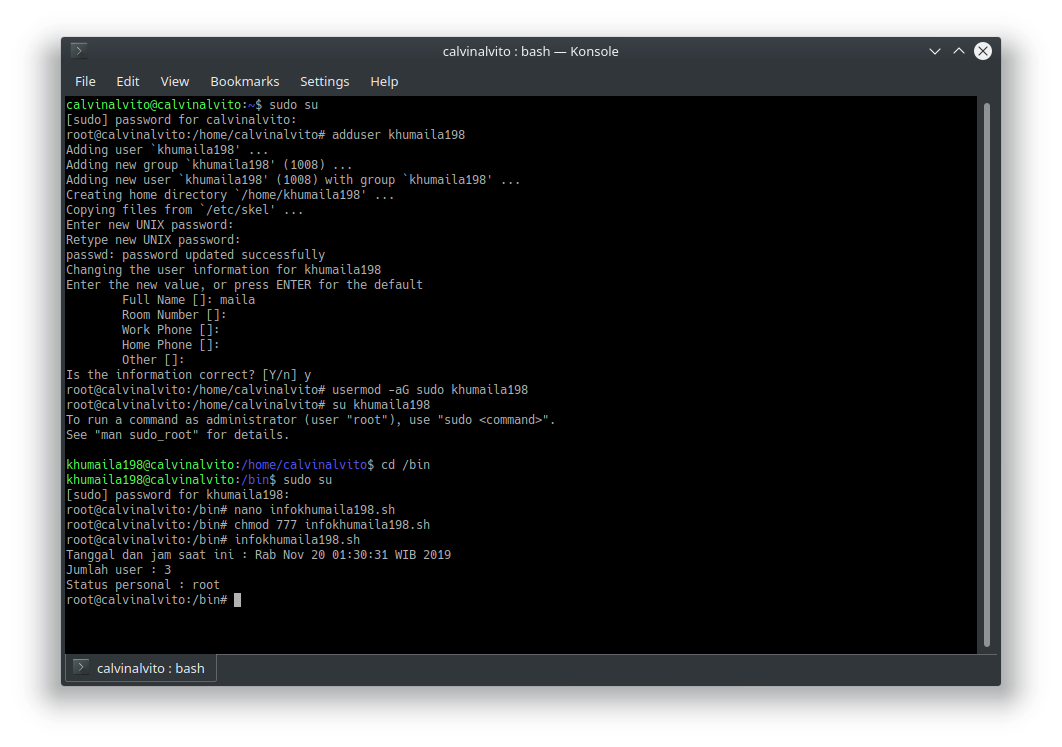 calvinalvito : bash — Konsole
File Edit View Bookmarks Settings Help
calvinalvito@calvinalvito:~$ sudo su
[sudo] password for calvinalvito:
root@calvinalvito:/home/calvinalvito# adduser khumaila198
Adding user `khumaila198' ...
Adding new group `khumaila198' (1008) ...
Adding new user `khumaila198' (1008) with group `khumaila198' ...
Creating home directory `/home/khumaila198' ...
Copying files from `/etc/skel' ...
Enter new UNIX password:
Retype new UNIX password:
passwd: password updated successfully
Changing the user information for khumaila198
Enter the new value, or press ENTER for the default
Full Name []: maila
Room Number []:
Work Phone []:
Home Phone []:
Other []:
Is the information correct? [Y/n] y
root@calvinalvito:/home/calvinalvito# usermod -aG sudo khumaila198
root@calvinalvito:/home/calvinalvito# su khumaila198
To run a command as administrator (user "root"), use "sudo <command>".
See "man sudo_root" for details.
khumaila198@calvinalvito:/home/calvinalvito$ cd /bin
khumaila198@calvinalvito:/bin$ sudo su
[sudo] password for khumaila198:
root@calvinalvito:/bin# nano infokhumaila198.sh
root@calvinalvito:/bin# chmod 777 infokhumaila198.sh
root@calvinalvito:/bin# infokhumaila198.sh
Tanggal dan jam saat ini : Rab Nov 20 01:30:31 WIB 2019
Jumlah user : 3
Status personal : root
root@calvinalvito:/bin#
calvinalvito : bash